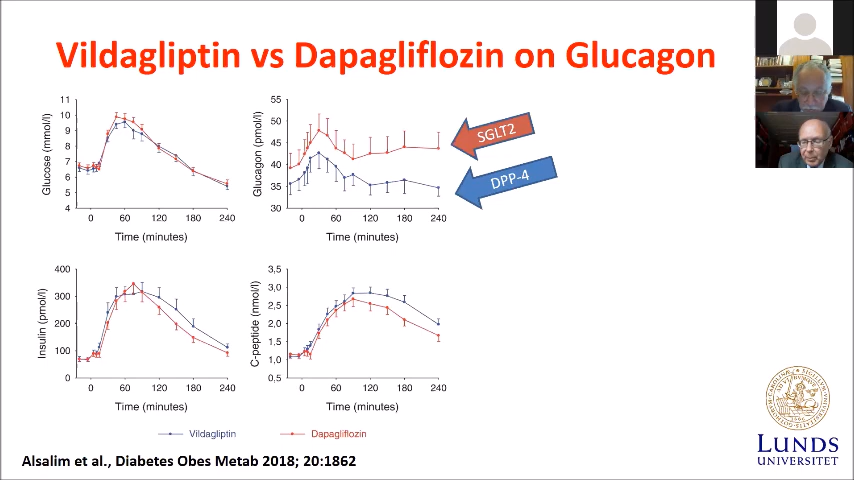 Vildagliptin vs Dapagliflozin on Glucagon
11
10
9
8
7
6
5
4
Glucose (mmol/l)
0 60 120 180 240
Time (minutes)
55
50
45
40
35
30
Glucagon (pmol/l)
0 60 120 180 240
Time (minutes)
SGLT2
DPP-4
400
300
200
100
0
Insulin (pmol/l)
0 60 120 180 240
Time (minutes)
3,5
3,0
2,5
2,0
1,5
1,0
0,5
C-peptide (nmol/l)
0 60 120 180 240
Time (minutes)
Vildagliptin
Dapagliflozin
Alsalim et al., Diabetes Obes Metab 2018; 20:1862
LUNDS
UNIVERSITET